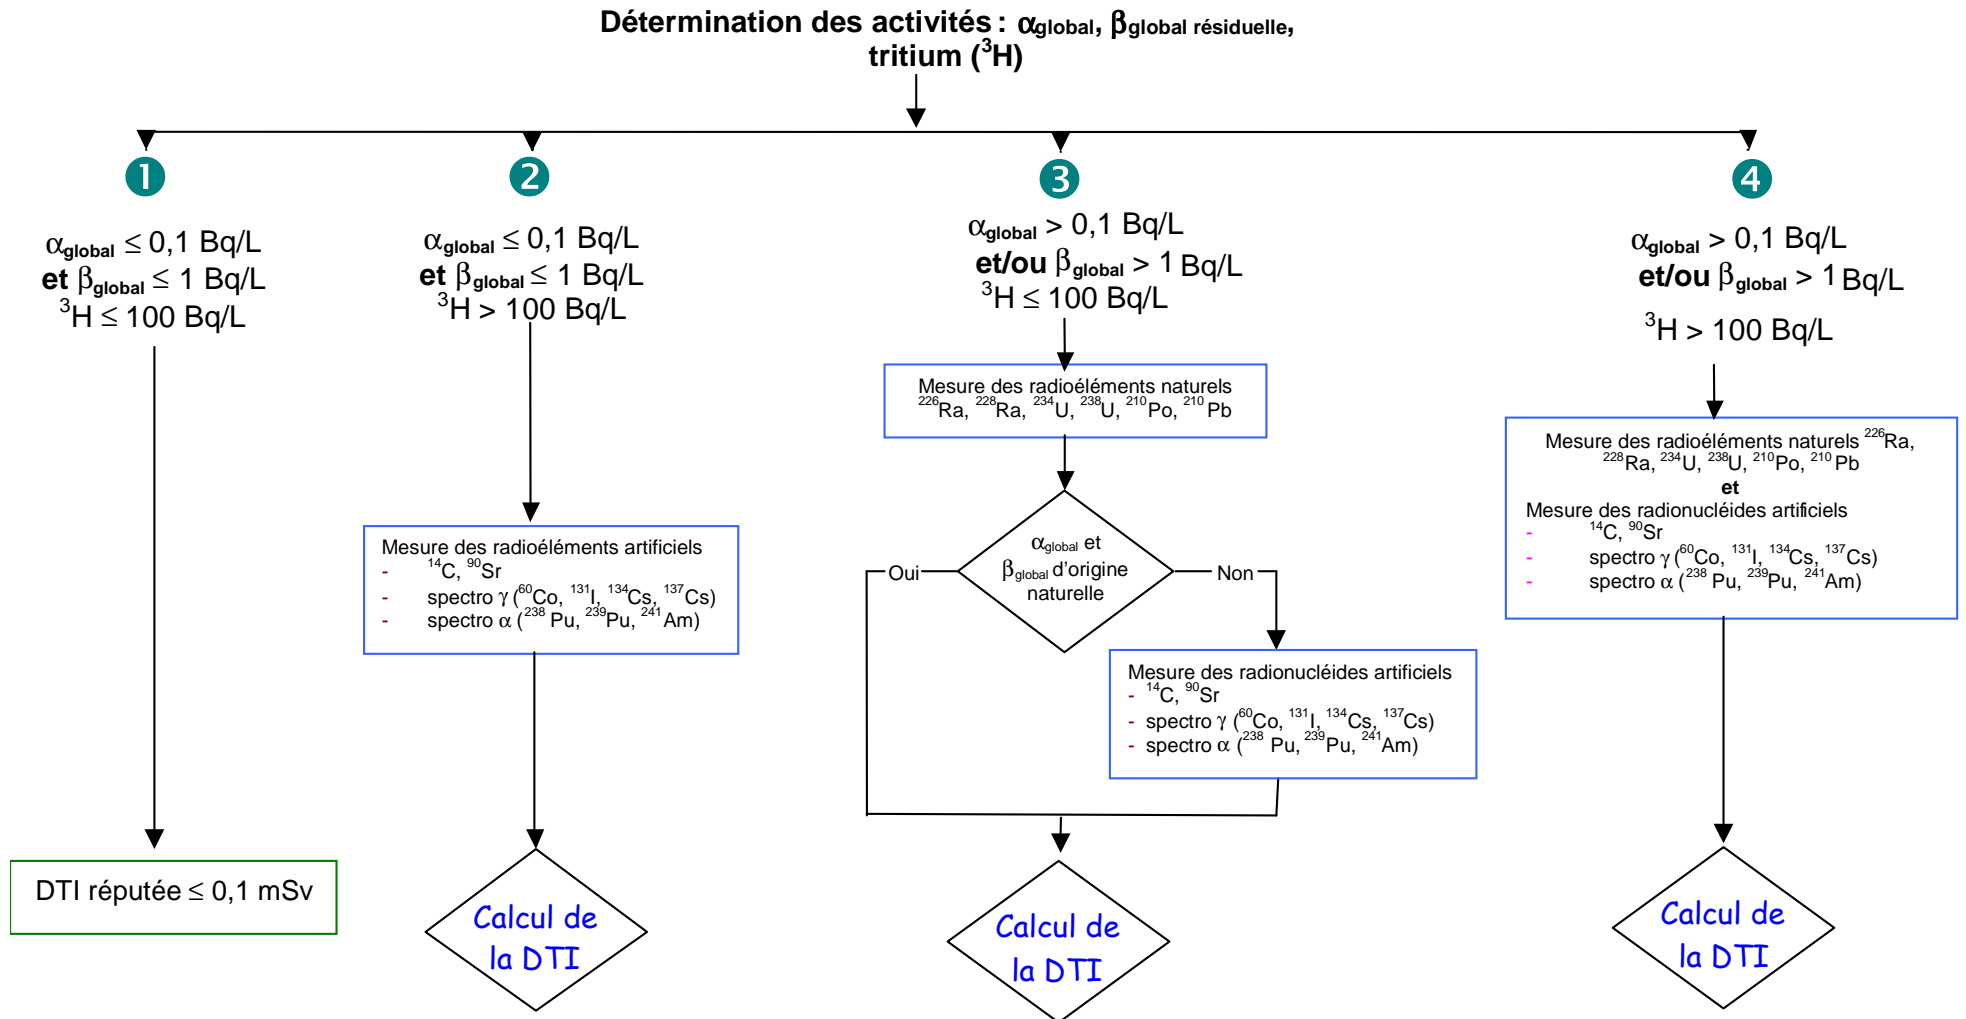 Détermination des activités : αglobal, βglobal résiduelle,
tritium (³H)
1
αglobal ≤ 0,1 Bq/L
et βglobal ≤ 1 Bq/L
³H ≤ 100 Bq/L
DTI réputée ≤ 0,1 mSv
2
αglobal ≤ 0,1 Bq/L
et βglobal ≤ 1 Bq/L
³H > 100 Bq/L
Mesure des radioéléments artificiels
- ¹⁴C, ⁹⁰Sr
- spectro γ (⁶⁰Co, ¹³¹I, ¹³⁴Cs, ¹³⁷Cs)
- spectro α (²³⁸ Pu, ²³⁹Pu, ²⁴¹Am)
Calcul de
la DTI
3
αglobal > 0,1 Bq/L
et/ou βglobal > 1 Bq/L
³H ≤ 100 Bq/L
Mesure des radioéléments naturels
²²⁶Ra, ²²⁸Ra, ²³⁴U, ²³⁸U, ²¹⁰Po, ²¹⁰Pb
αglobal et
βglobal d'origine
naturelle
Oui
Non
Mesure des radionucléides artificiels
- ¹⁴C, ⁹⁰Sr
- spectro γ (⁶⁰Co, ¹³¹I, ¹³⁴Cs, ¹³⁷Cs)
- spectro α (²³⁸ Pu, ²³⁹Pu, ²⁴¹Am)
Calcul de
la DTI
4
αglobal > 0,1 Bq/L
et/ou βglobal > 1 Bq/L
³H > 100 Bq/L
Mesure des radioéléments naturels ²²⁶Ra,
²²⁸Ra, ²³⁴U, ²³⁸U, ²¹⁰Po, ²¹⁰Pb
et
Mesure des radionucléides artificiels
- ¹⁴C, ⁹⁰Sr
- spectro γ (⁶⁰Co, ¹³¹I, ¹³⁴Cs, ¹³⁷Cs)
- spectro α (²³⁸ Pu, ²³⁹Pu, ²⁴¹Am)
Calcul de
la DTI